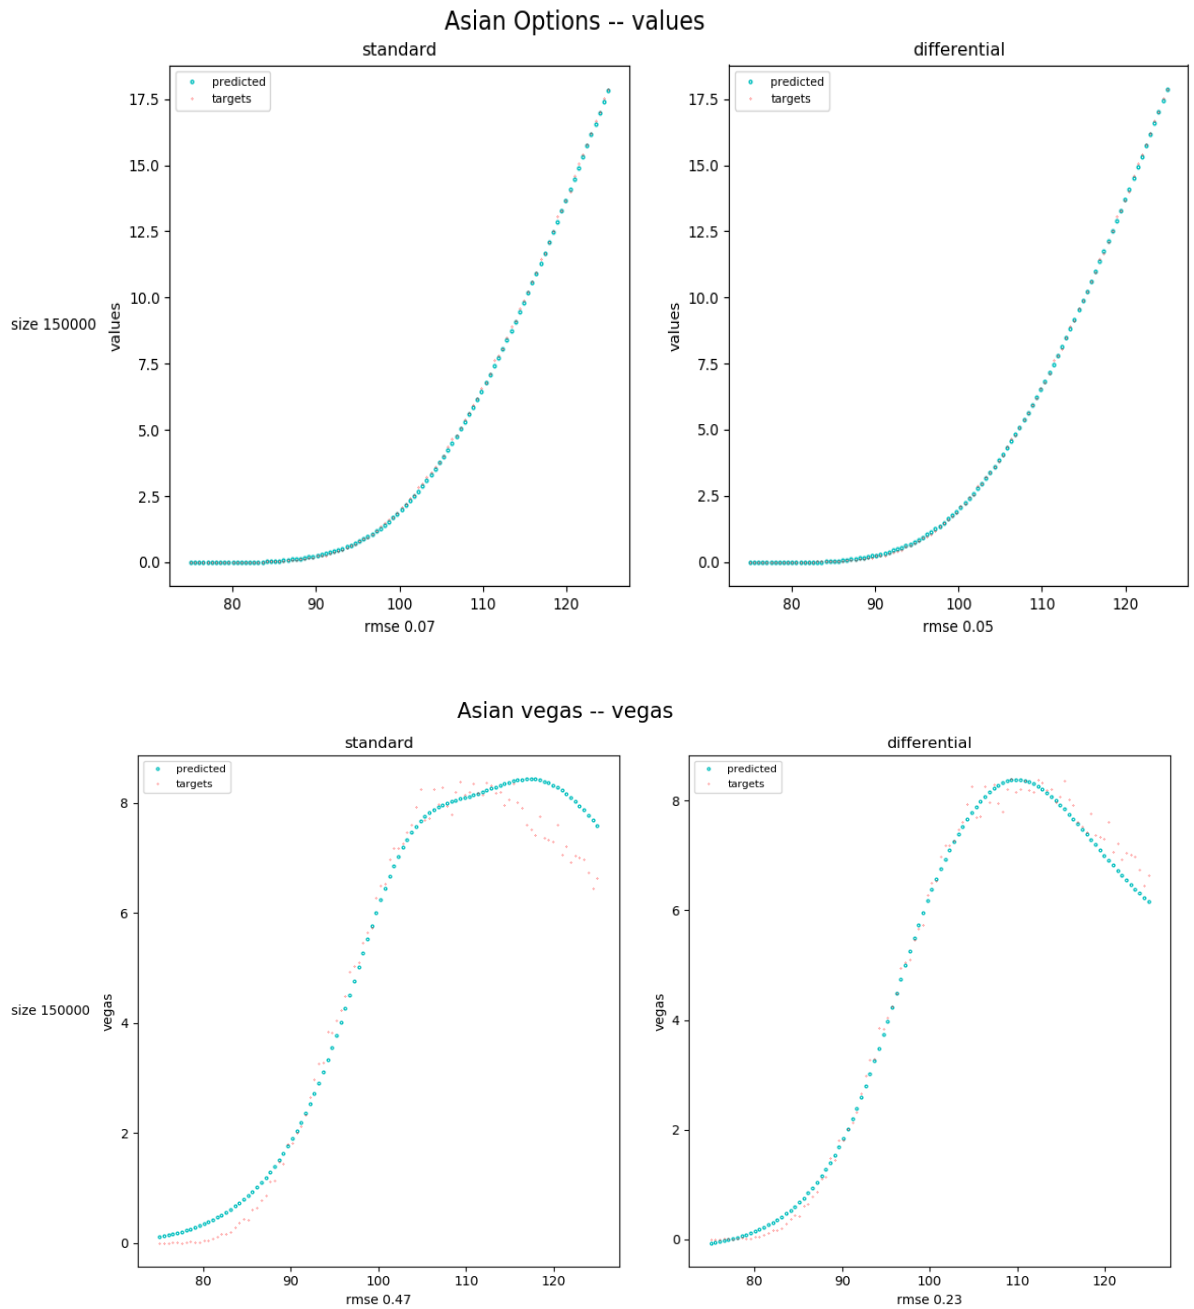 Asian Options -- values
standard
differential
predicted
targets
predicted
targets
17.5
15.0
12.5
10.0
7.5
5.0
2.5
0.0
values
size 150000
80 90 100 110 120
rmse 0.07
17.5
15.0
12.5
10.0
7.5
5.0
2.5
0.0
values
80 90 100 110 120
rmse 0.05
Asian vegas -- vegas
standard
differential
predicted
targets
predicted
targets
8
6
4
2
0
vegas
size 150000
80 90 100 110 120
rmse 0.47
8
6
4
2
0
vegas
80 90 100 110 120
rmse 0.23